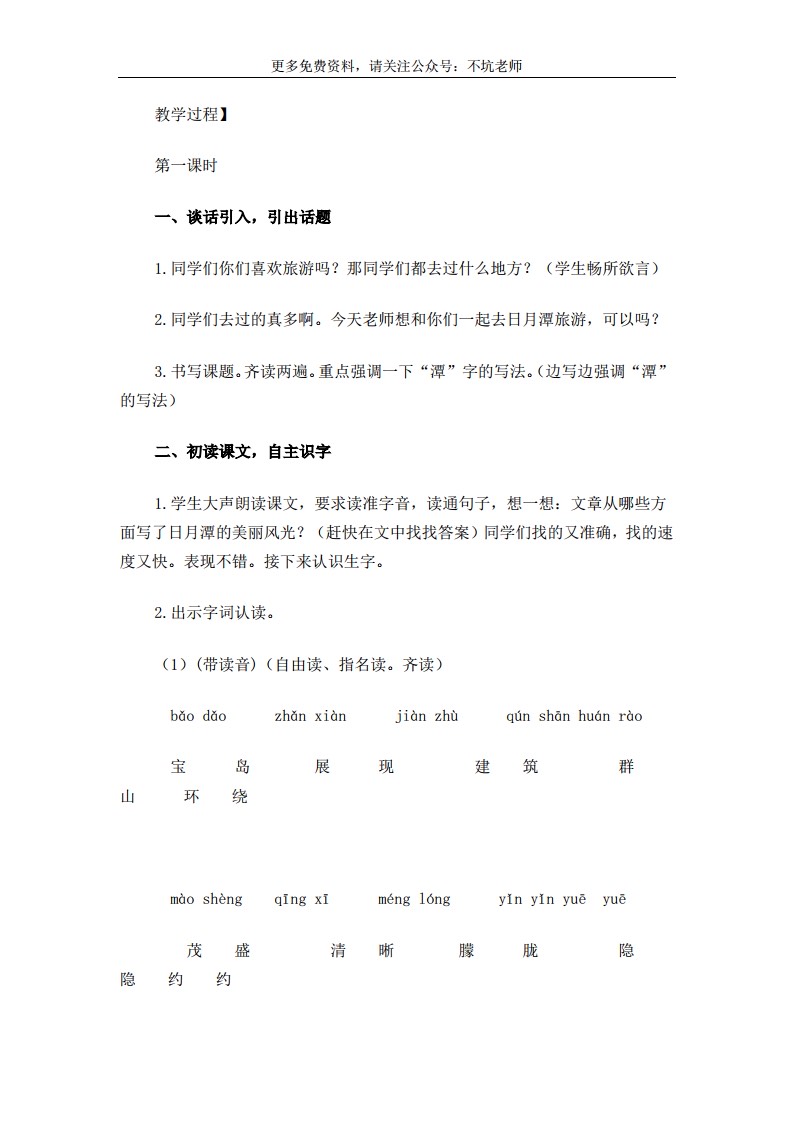 更多免费资料，请关注公众号：不坑老师
教学过程】
第一课时
一、谈话引入，引出话题
1.同学们你们喜欢旅游吗？那同学们都去过什么地方？（学生畅所欲言）
2.同学们去过的真多啊。今天老师想和你们一起去日月潭旅游，可以吗？
3.书写课题。齐读两遍。重点强调一下“潭”字的写法。（边写边强调“潭”
的写法）
二、初读课文，自主识字
1.学生大声朗读课文，要求读准字音，读通句子，想一想：文章从哪些方
面写了日月潭的美丽风光？（赶快在文中找找答案）同学们找的又准确，找的速
度又快。表现不错。接下来认识生字。
2.出示字词认读。
（1）(带读音)（自由读、指名读。齐读）
bǎo dǎo zhǎn xiàn jiàn zhù qún shān huán rào
宝 岛 展 现 建 筑 群
山 环 绕
mào shèng qīng xī méng lóng yǐn yǐn yuē yuē
茂 盛 清 晰 朦 胧 隐
隐 约 约